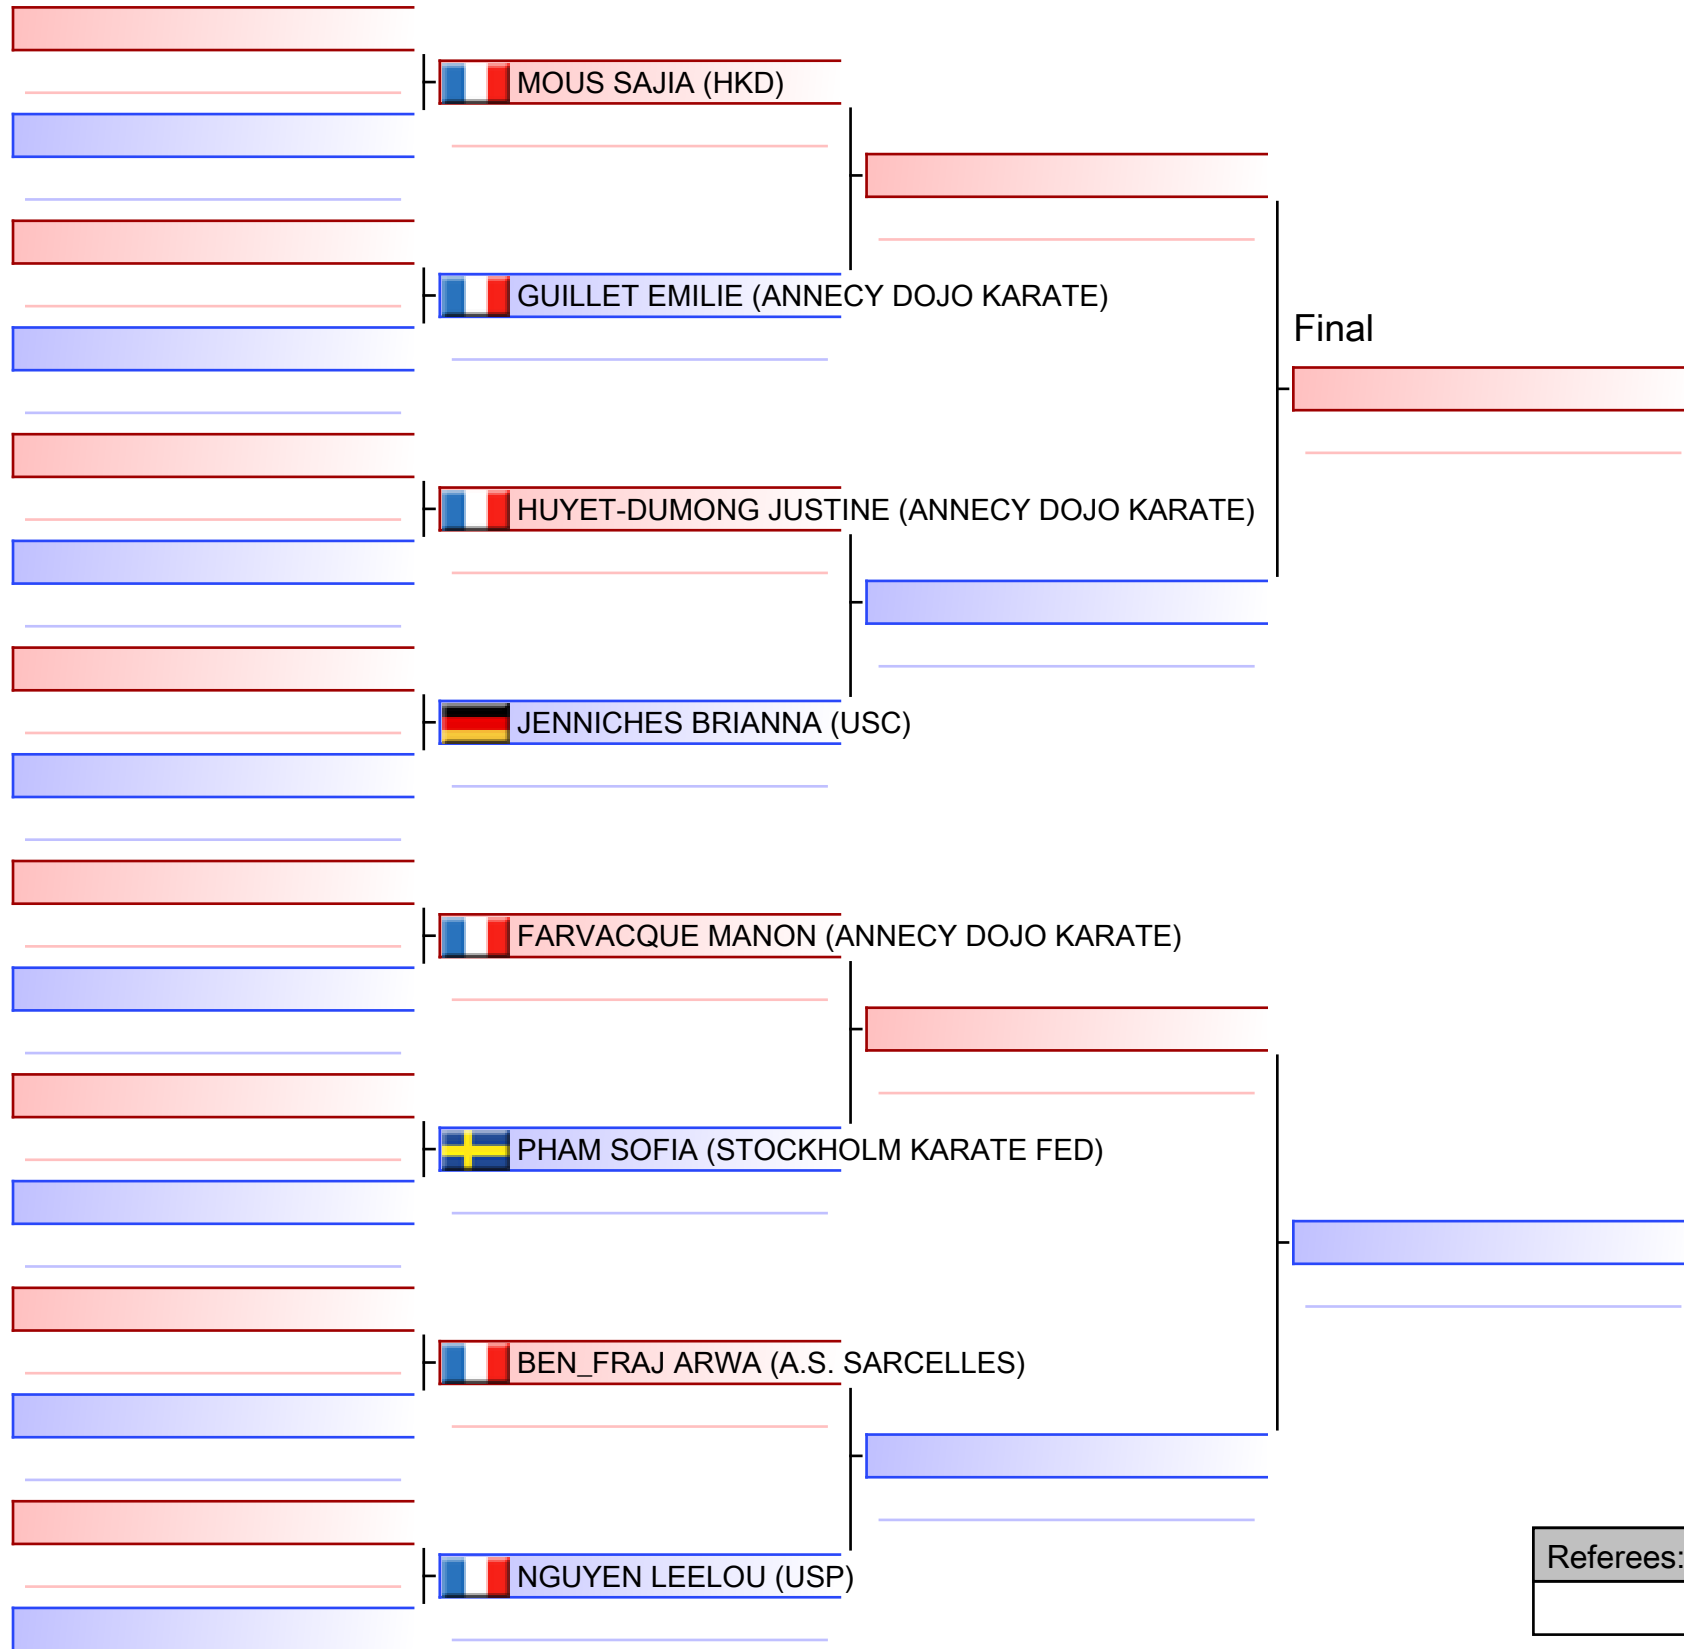 MOUS SAJIA (HKD)
GUILLET EMILIE (ANNECY DOJO KARATE)
Final
HUYET-DUMONG JUSTINE (ANNECY DOJO KARATE)
JENNICHES BRIANNA (USC)
FARVACQUE MANON (ANNECY DOJO KARATE)
PHAM SOFIA (STOCKHOLM KARATE FED)
BEN_FRAJ ARWA (A.S. SARCELLES)
Referees:
NGUYEN LEELOU (USP)